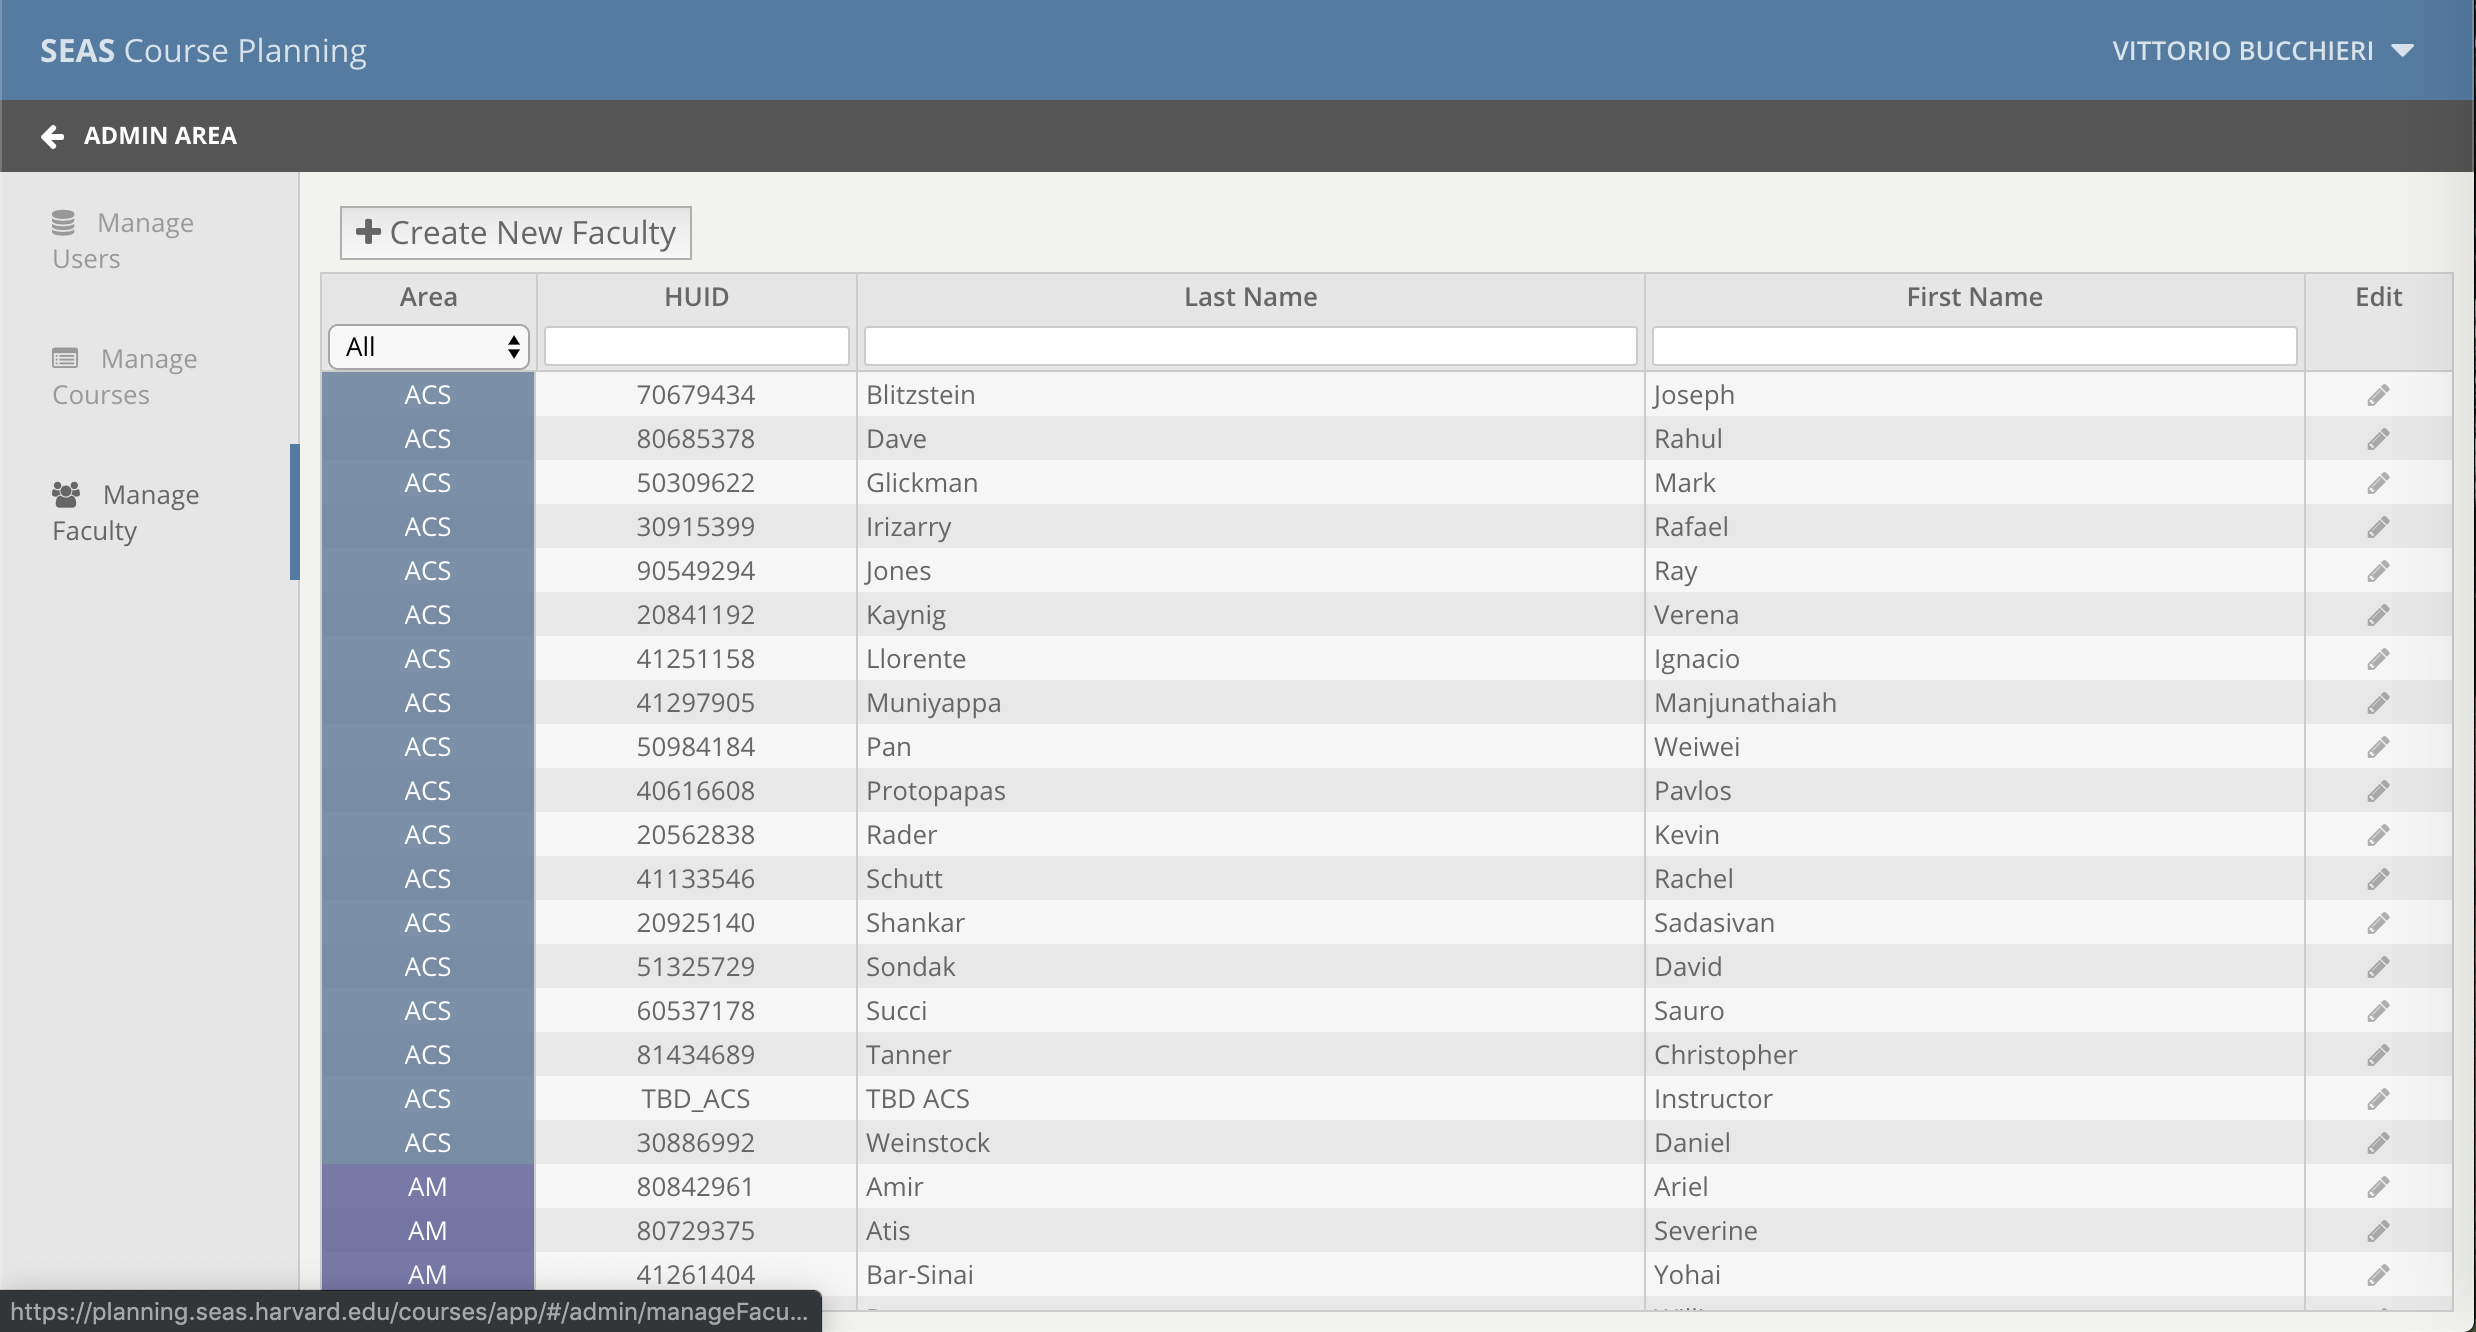 SEAS Course Planning
VITTORIO BUCCHIERI
ADMIN AREA
Manage
Users
Manage
Courses
Manage
Faculty
Create New Faculty
Area HUID Last Name First Name Edit
All
ACS 70679434 Blitzstein Joseph
ACS 80685378 Dave Rahul
ACS 50309622 Glickman Mark
ACS 30915399 Irizarry Rafael
ACS 90549294 Jones Ray
ACS 20841192 Kaynig Verena
ACS 41251158 Llorente Ignacio
ACS 41297905 Muniyappa Manjunathaiah
ACS 50984184 Pan Weiwei
ACS 40616608 Protopapas Pavlos
ACS 20562838 Rader Kevin
ACS 41133546 Schutt Rachel
ACS 20925140 Shankar Sadasivan
ACS 51325729 Sondak David
ACS 60537178 Succi Sauro
ACS 81434689 Tanner Christopher
ACS TBD_ACS TBD ACS Instructor
ACS 30886992 Weinstock Daniel
AM 80842961 Amir Ariel
AM 80729375 Atis Severine
AM 41261404 Bar-Sinai Yohai
https://planning.seas.harvard.edu/courses/app/#/admin/manageFacu...